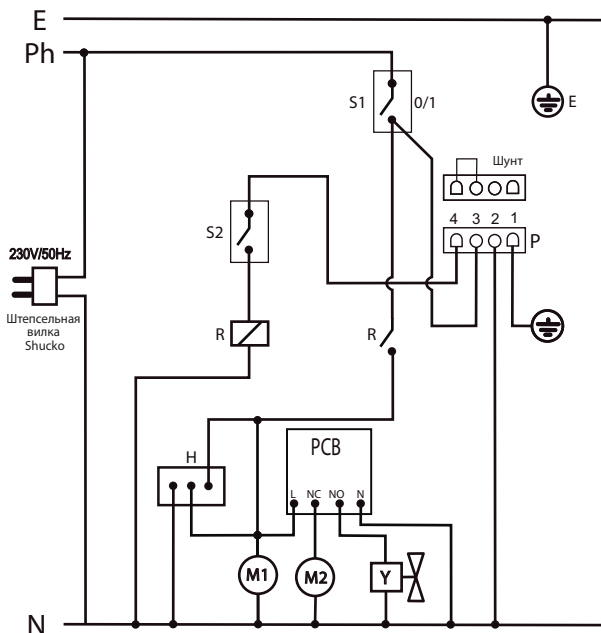 E
Ph
S1
0/1
E
Шунт
S2
4 3 2 1
P
230V/50Hz
Штепсельная
вилка
Shucko
R
R
H
PCB
L NC NO N
M1
M2
Y
N